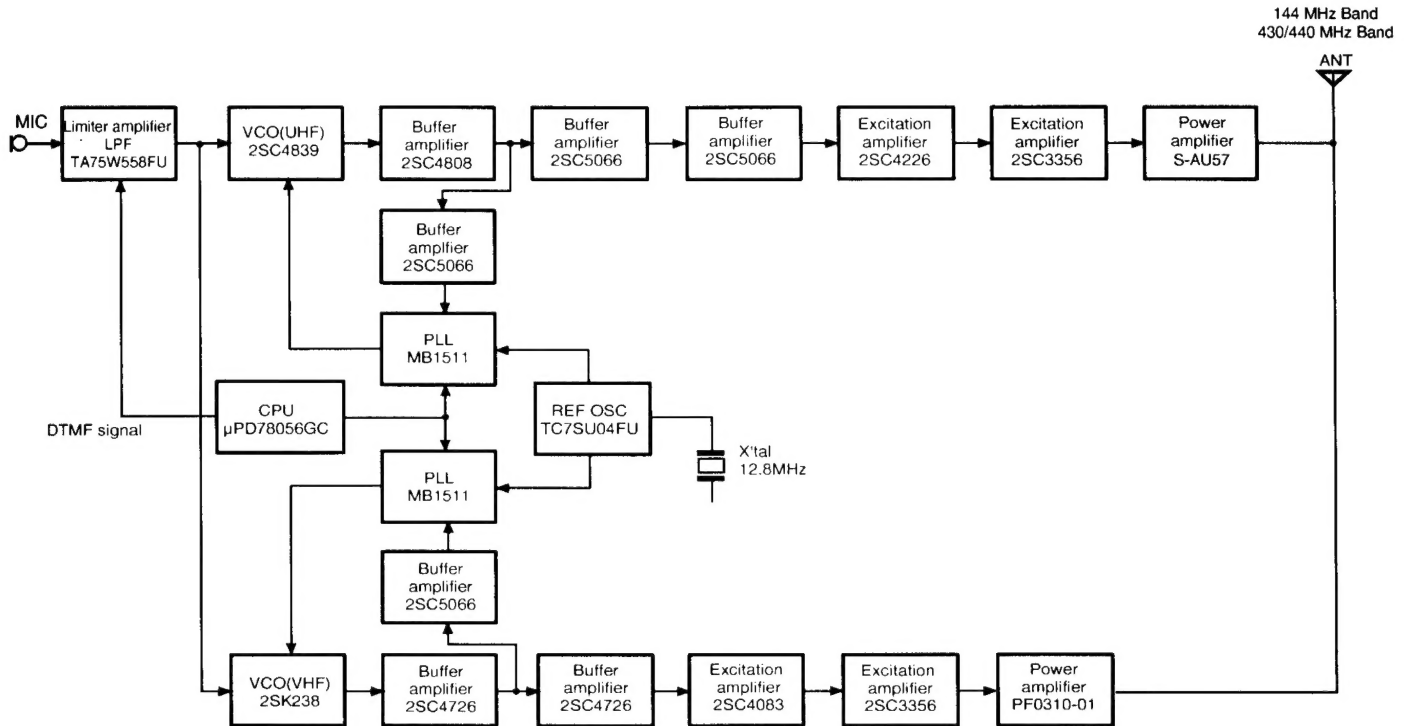 144 MHz Band
430/440 MHz Band
ANT
MIC
Limiter amplifier
LPF
TA75W558FU
VCO(UHF)
2SC4839
Buffer
amplifier
2SC4808
Buffer
amplifier
2SC5066
Buffer
amplifier
2SC5066
Excitation
amplifier
2SC4226
Excitation
amplifier
2SC3356
Power
amplifier
S-AU57
Buffer
amplfier
2SC5066
PLL
MB1511
CPU
µPD78056GC
DTMF signal
REF OSC
TC7SU04FU
X'tal
12.8MHz
PLL
MB1511
Buffer
amplifier
2SC5066
VCO(VHF)
2SK238
Buffer
amplifier
2SC4726
Buffer
amplifier
2SC4726
Excitation
amplifier
2SC4083
Excitation
amplifier
2SC3356
Power
amplifier
PF0310-01